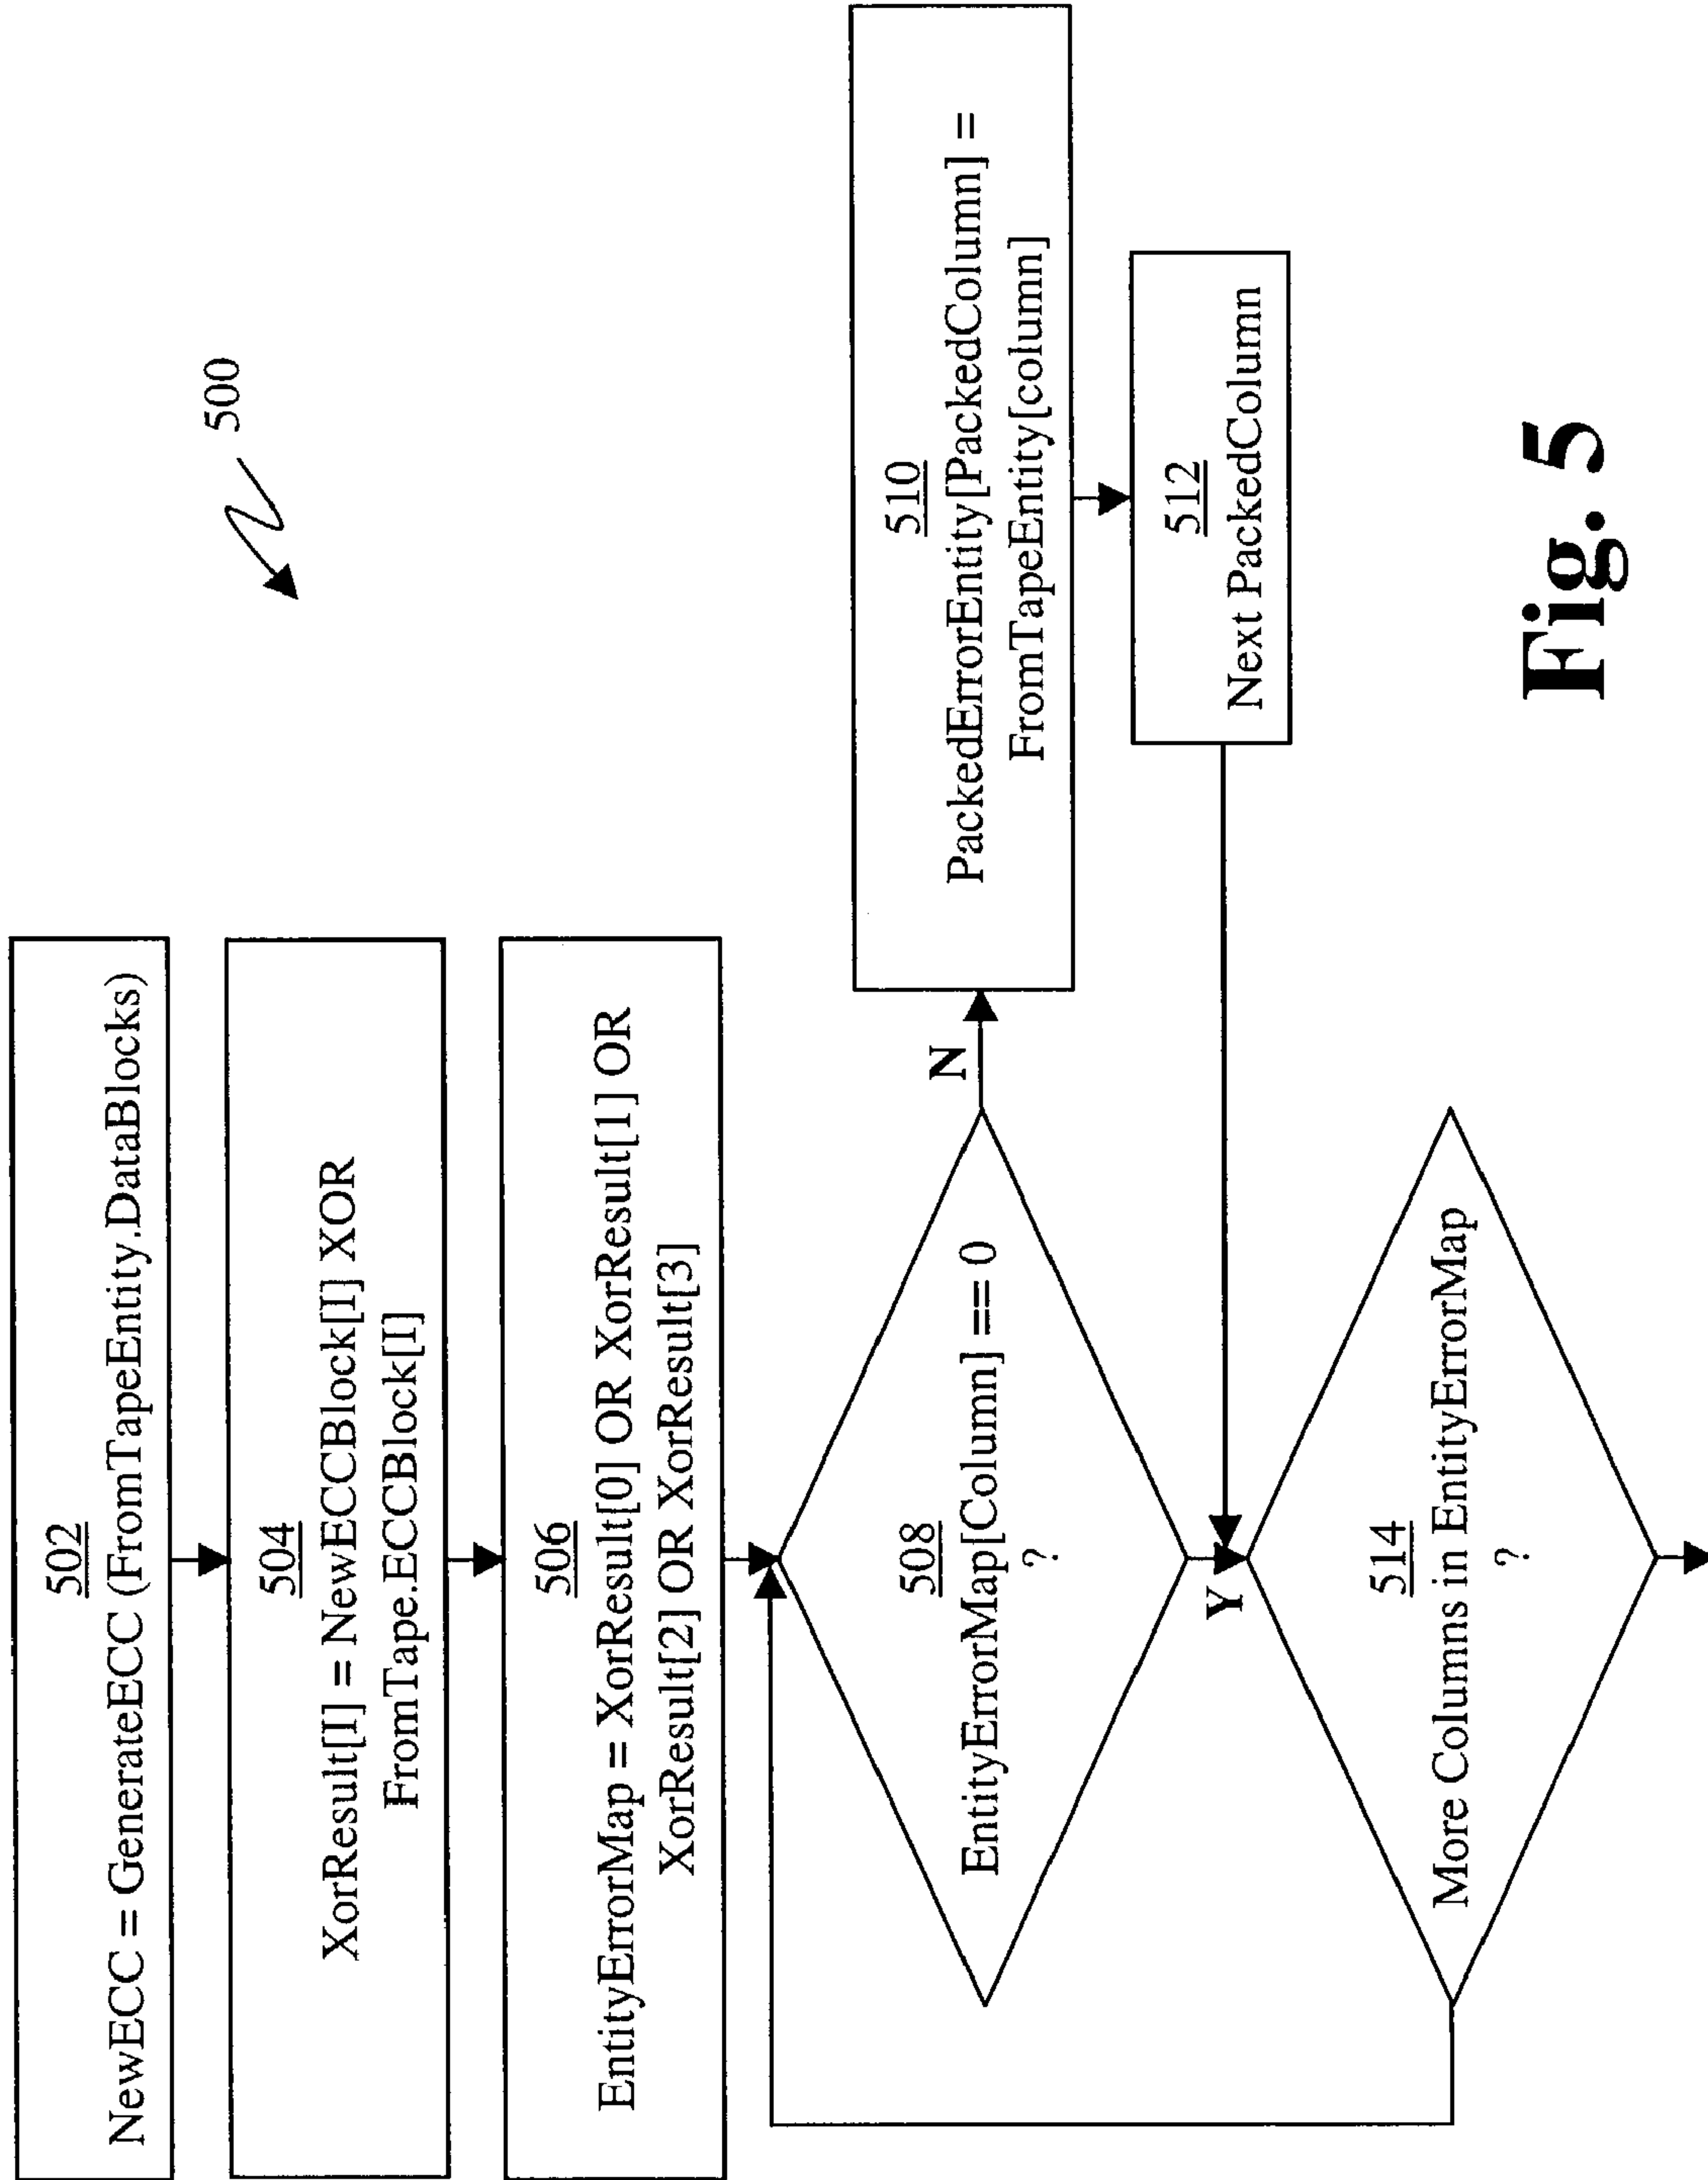 500
502
NewECC = GenerateECC (FromTapeEntity.DataBlocks)
504
XorResult[I] = NewECCBlock[I] XOR
FromTape.ECCBlock[I]
506
EntityErrorMap = XorResult[0] OR XorResult[1] OR
XorResult[2] OR XorResult[3]
508
EntityErrorMap[Column] == 0
?
N
Y
510
PackedErrorEntity[PackedColumn] =
FromTapeEntity[column]
512
Next PackedColumn
514
More Columns in EntityErrorMap
?
Fig. 5